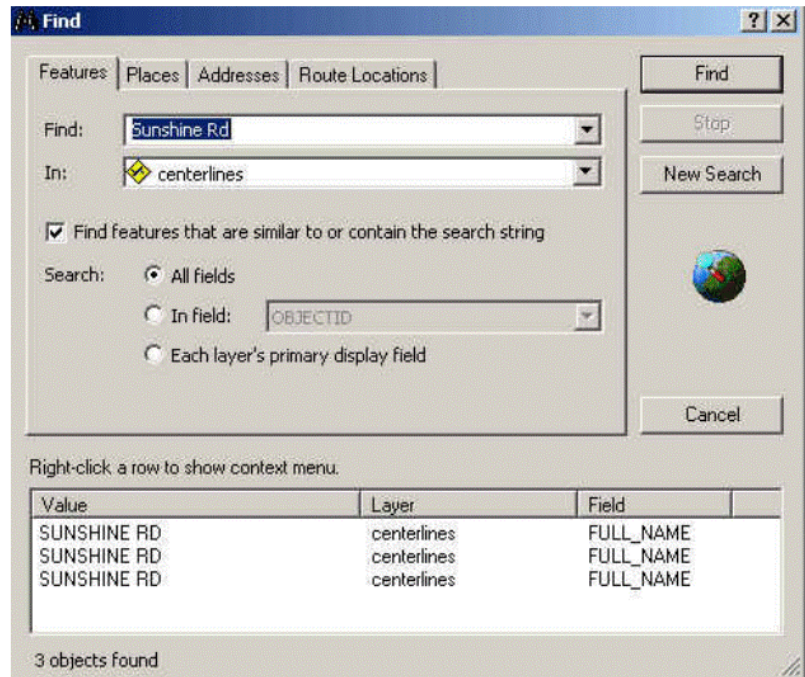 Find
Features Places Addresses Route Locations
Find
Find: Sunshine Rd
Stop
In: centerlines
New Search
Find features that are similar to or contain the search string
Search: All fields
In field: OBJECTID
Each layer's primary display field
Cancel
Right-click a row to show context menu.
Value Layer Field
SUNSHINE RD centerlines FULL_NAME
SUNSHINE RD centerlines FULL_NAME
SUNSHINE RD centerlines FULL_NAME
3 objects found